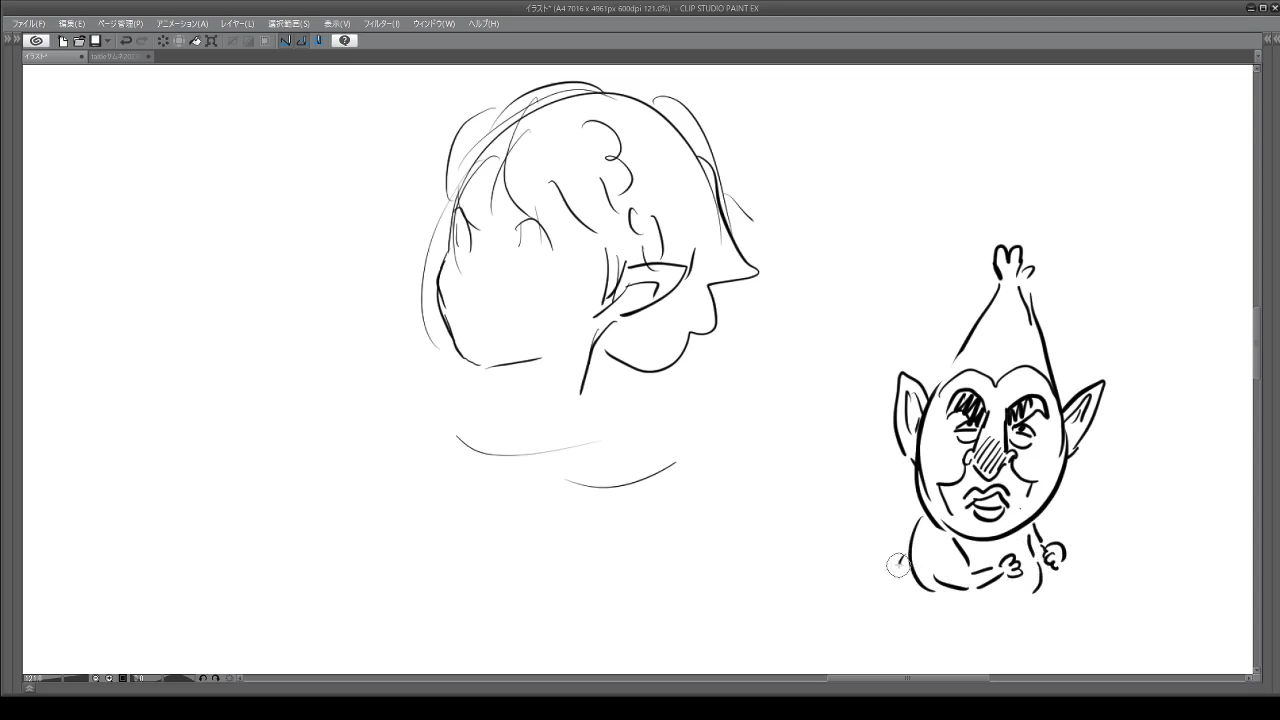 イラスト* (A4 7016 x 4961px 600dpi 121.0%) - CLIP STUDIO PAINT EX
ファイル(F) 編集(E) ページ管理(P) アニメーション(A) レイヤー(L) 選択範囲(S) 表示(V) フィルター(I) ウィンドウ(W) ヘルプ(H)
イラスト*
121.0